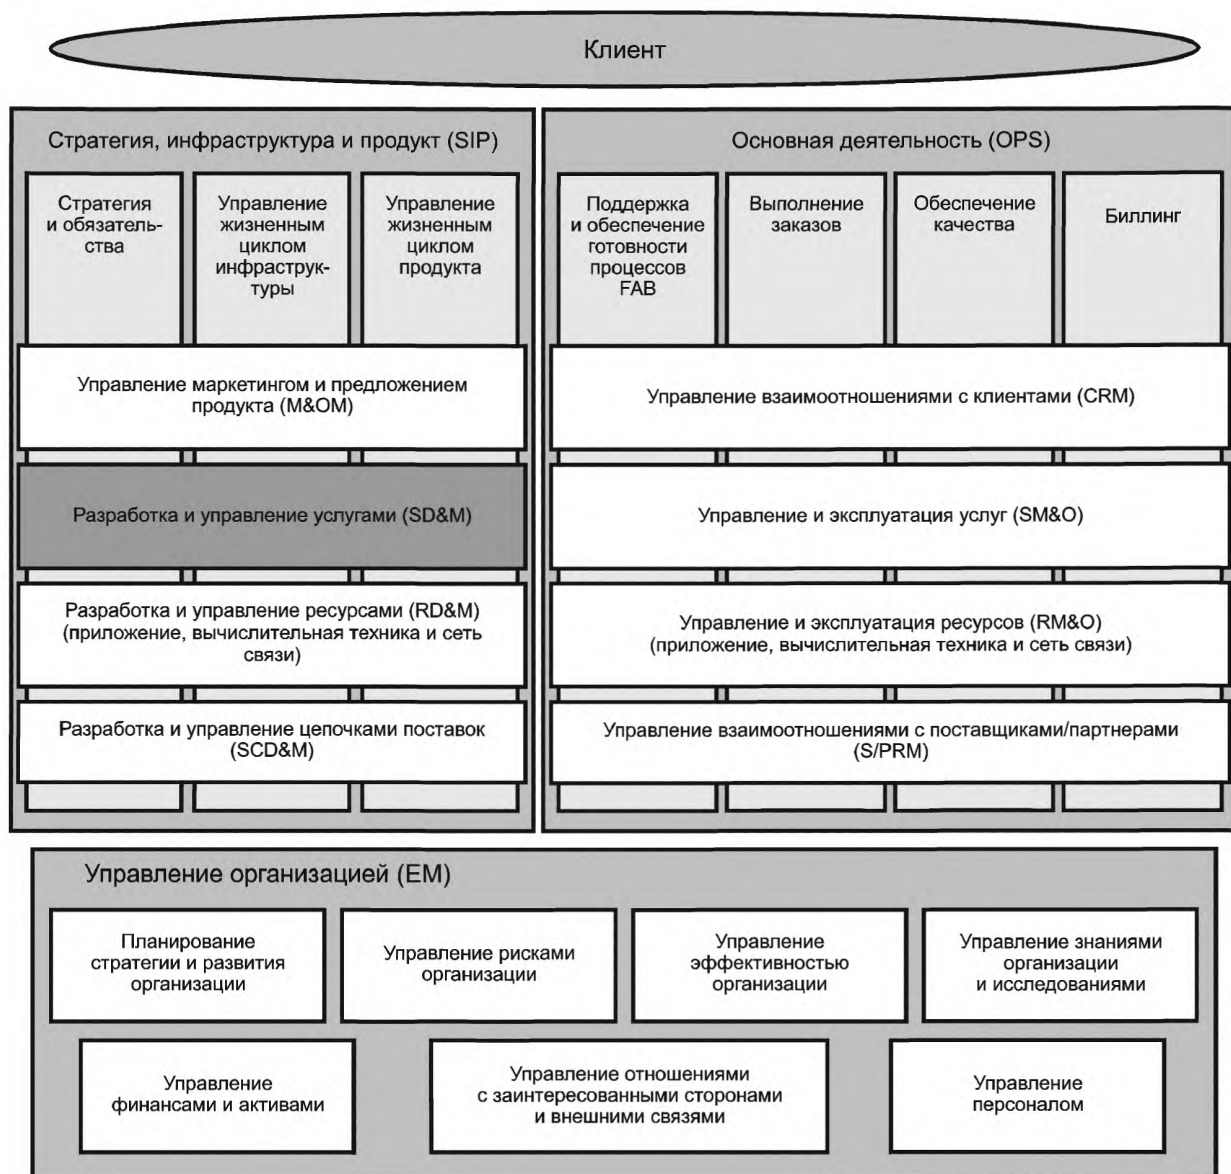 Клиент
Стратегия, инфраструктура и продукт (SIP)
Стратегия
и обязатель-
ства
Управление
жизненным
циклом
инфраструк-
туры
Управление
жизненным
циклом
продукта
Управление маркетингом и предложением
продукта (M&OM)
Разработка и управление услугами (SD&M)
Разработка и управление ресурсами (RD&M)
(приложение, вычислительная техника и сеть
связи)
Разработка и управление цепочками поставок
(SCD&M)
Основная деятельность (OPS)
Поддержка
и обеспечение
готовности
процессов
FAB
Выполнение
заказов
Обеспечение
качества
Биллинг
Управление взаимоотношениями с клиентами (CRM)
Управление и эксплуатация услуг (SM&O)
Управление и эксплуатация ресурсов (RM&O)
(приложение, вычислительная техника и сеть связи)
Управление взаимоотношениями с поставщиками/партнерами
(S/PRM)
Управление организацией (EM)
Планирование
стратегии и развития
организации
Управление рисками
организации
Управление
эффективностью
организации
Управление знаниями
организации
и исследованиями
Управление
финансами и активами
Управление отношениями
с заинтересованными сторонами
и внешними связями
Управление
персоналом